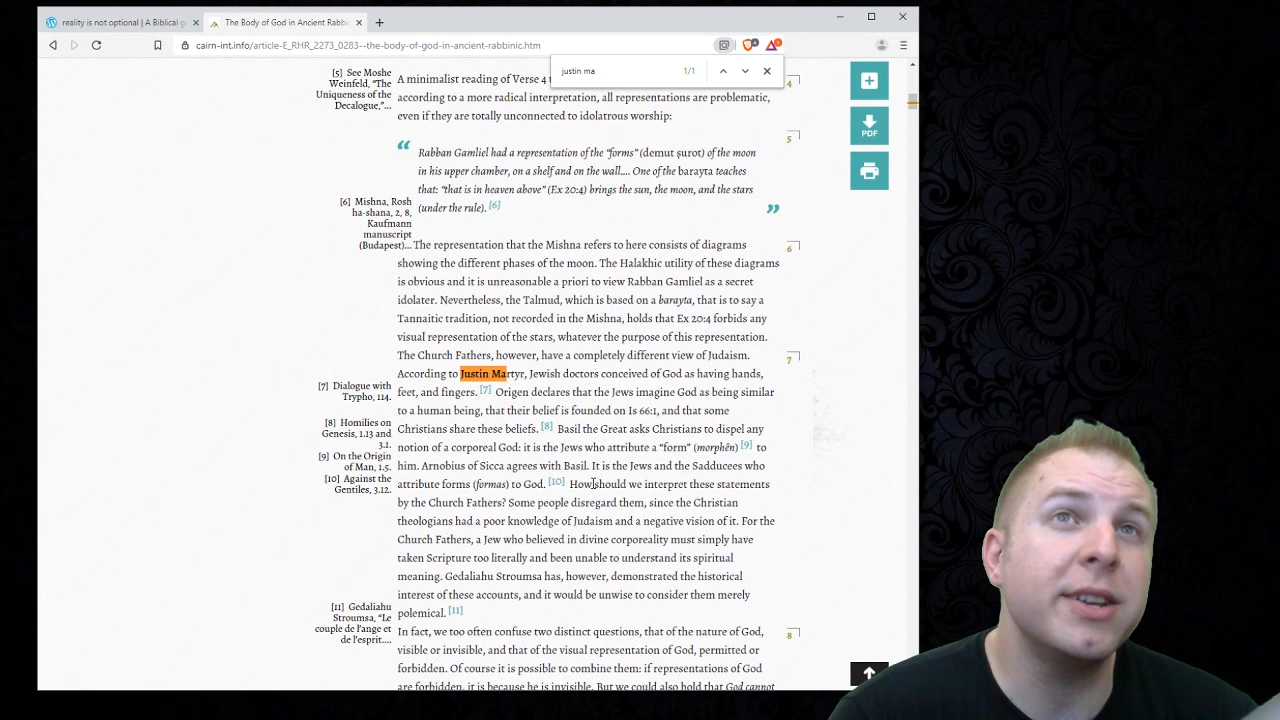 reality is not optional | A Biblical g
The Body of God in Ancient Rabbi
cairn-int.info/article-E_RHR_2273_0283--the-body-of-god-in-ancient-rabbinic.htm
justin ma
1/1
[5] See Moshe
Weinfeld, “The
Uniqueness of the
Decalogue,”...
A minimalist reading of Verse 4
according to a more radical interpretation, all representations are problematic,
even if they are totally unconnected to idolatrous worship:
4
5
“
Rabban Gamliel had a representation of the “forms” (demut ṣurot) of the moon
in his upper chamber, on a shelf and on the wall.... One of the barayta teaches
that: “that is in heaven above” (Ex 20:4) brings the sun, the moon, and the stars
(under the rule). [6]
”
[6] Mishna, Rosh
ha-shana, 2, 8,
Kaufmann
manuscript
(Budapest)...
The representation that the Mishna refers to here consists of diagrams
6
showing the different phases of the moon. The Halakhic utility of these diagrams
is obvious and it is unreasonable a priori to view Rabban Gamliel as a secret
idolater. Nevertheless, the Talmud, which is based on a barayta, that is to say a
Tannaitic tradition, not recorded in the Mishna, holds that Ex 20:4 forbids any
visual representation of the stars, whatever the purpose of this representation.
The Church Fathers, however, have a completely different view of Judaism.
7
According to Justin Martyr, Jewish doctors conceived of God as having hands,
feet, and fingers. [7] Origen declares that the Jews imagine God as being similar
to a human being, that their belief is founded on Is 66:1, and that some
Christians share these beliefs. [8] Basil the Great asks Christians to dispel any
notion of a corporeal God: it is the Jews who attribute a “form” (morphên) [9] to
him. Arnobius of Sicca agrees with Basil. It is the Jews and the Sadducees who
attribute forms (formas) to God. [10] How should we interpret these statements
by the Church Fathers? Some people disregard them, since the Christian
theologians had a poor knowledge of Judaism and a negative vision of it. For the
Church Fathers, a Jew who believed in divine corporeality must simply have
taken Scripture too literally and been unable to understand its spiritual
meaning. Gedaliahu Stroumsa has, however, demonstrated the historical
interest of these accounts, and it would be unwise to consider them merely
polemical. [11]
[7] Dialogue with
Trypho, 114.
[8] Homilies on
Genesis, 1.13 and
3.1.
[9] On the Origin
of Man, 1.5.
[10] Against the
Gentiles, 3.12.
[11] Gedaliahu
Stroumsa, “Le
couple de l’ange et
de l’esprit....
In fact, we too often confuse two distinct questions, that of the nature of God,
8
visible or invisible, and that of the visual representation of God, permitted or
forbidden. Of course it is possible to combine them: if representations of God
are forbidden, it is because he is invisible. But we could also hold that God cannot
PDF